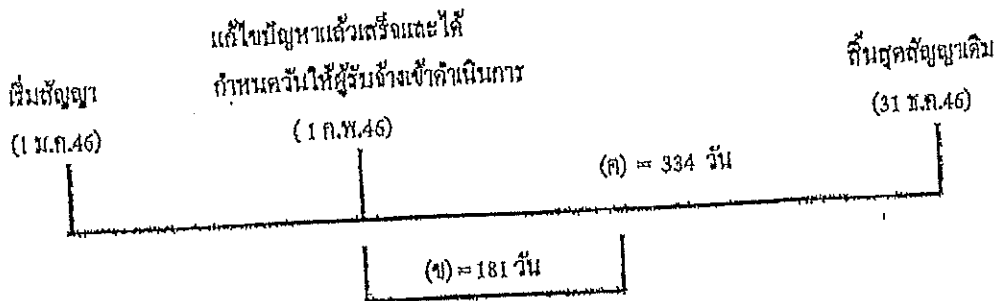 แก้ไขปัญหาแล้วเสร็จและได้
กำหนดวันให้ผู้รับจ้างเข้าดำเนินการ
(1 ก.พ.46)
เริ่มสัญญา
(1 ม.ค.46)
สิ้นสุดสัญญาเดิม
(31 ธ.ค.46)
(ค) = 334 วัน
(ข) = 181 วัน